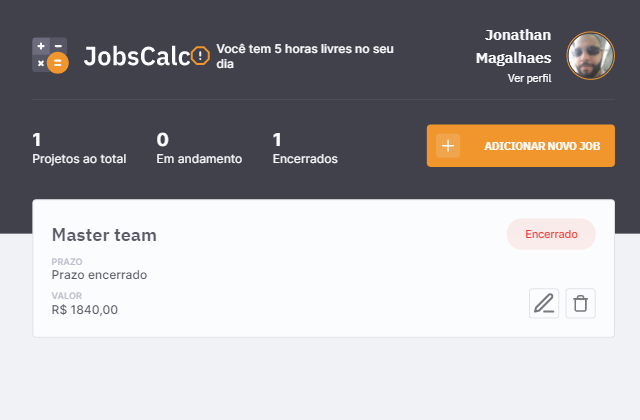 JobsCalc
Você tem 5 horas livres no seu
dia
Jonathan
Magalhaes
Ver perfil
1
Projetos ao total
0
Em andamento
1
Encerrados
ADICIONAR NOVO JOB
Master team
Encerrado
PRAZO
Prazo encerrado
VALOR
R$ 1840,00